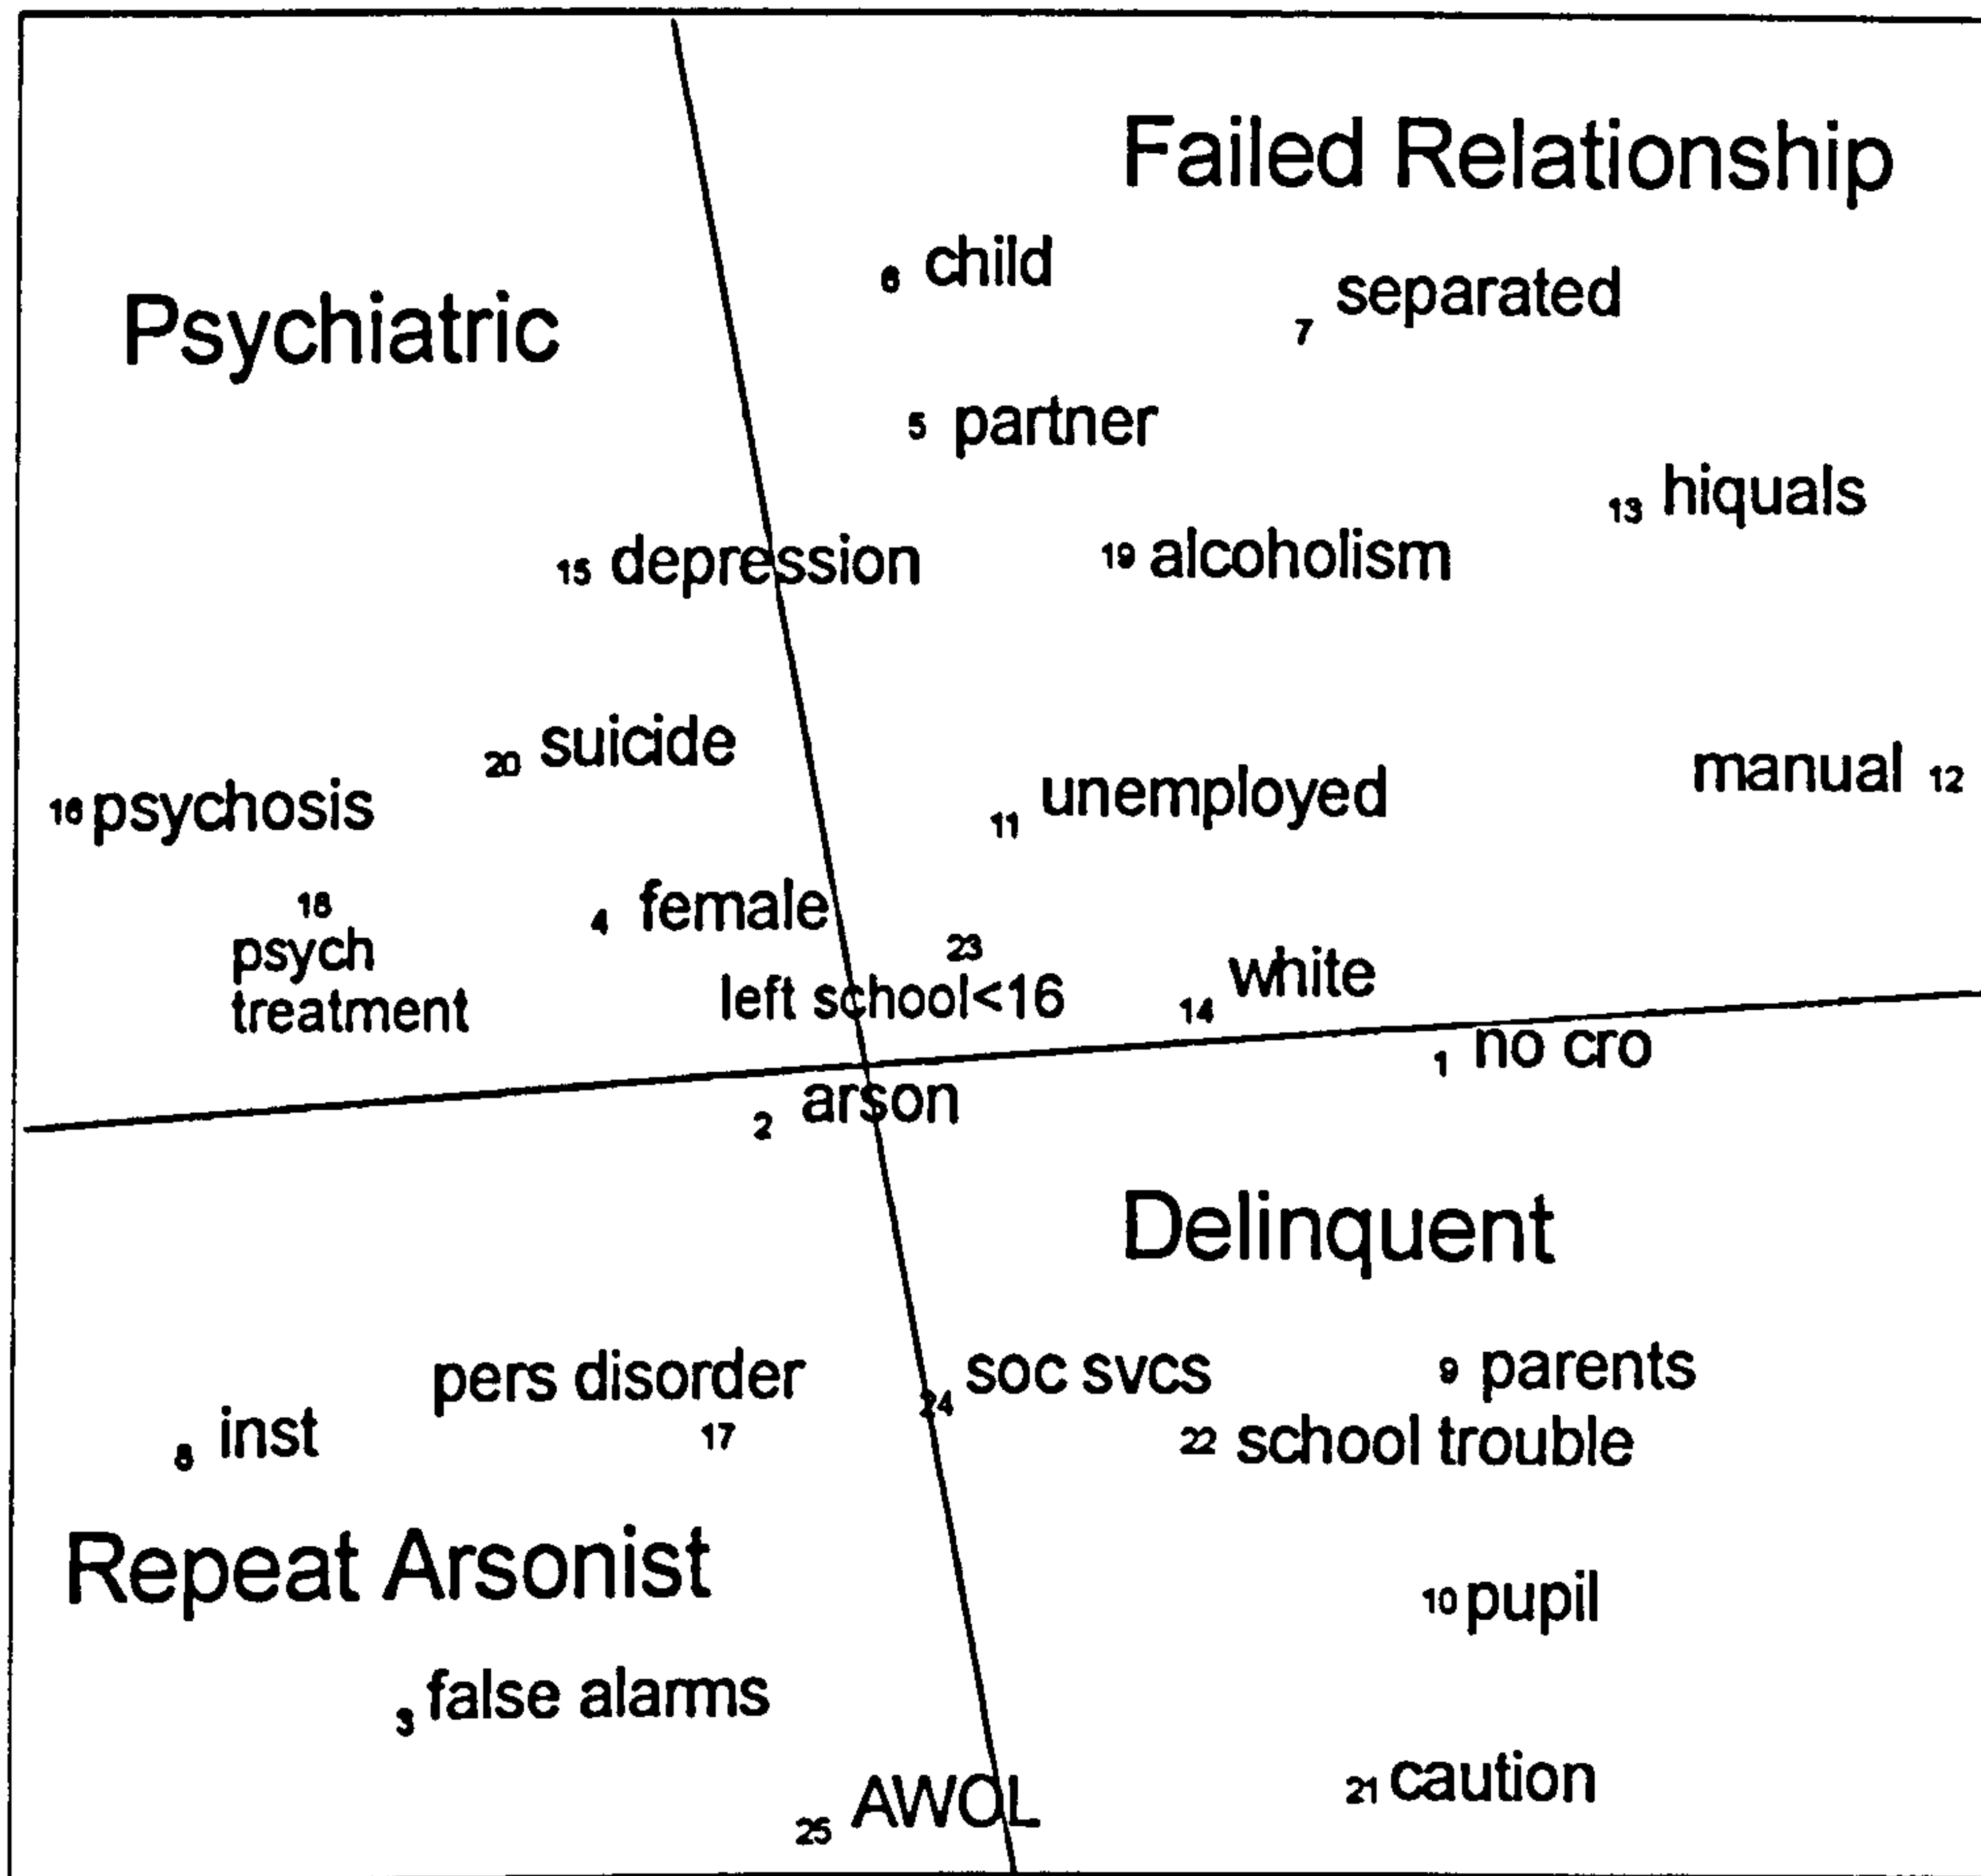 Failed Relationship
6 child
separated
7
Psychiatric
5 partner
13 hiquals
15 depression
19 alcoholism
20 suicide
manual 12
16 psychosis
11 unemployed
18
psych
treatment
4 female
23
left school<16
14 white
1 no cro
2 arson
Delinquent
pers disorder
17
24 soc svcs
9 parents
8 inst
22 school trouble
Repeat Arsonist
10 pupil
3 false alarms
21 caution
25 AWOL